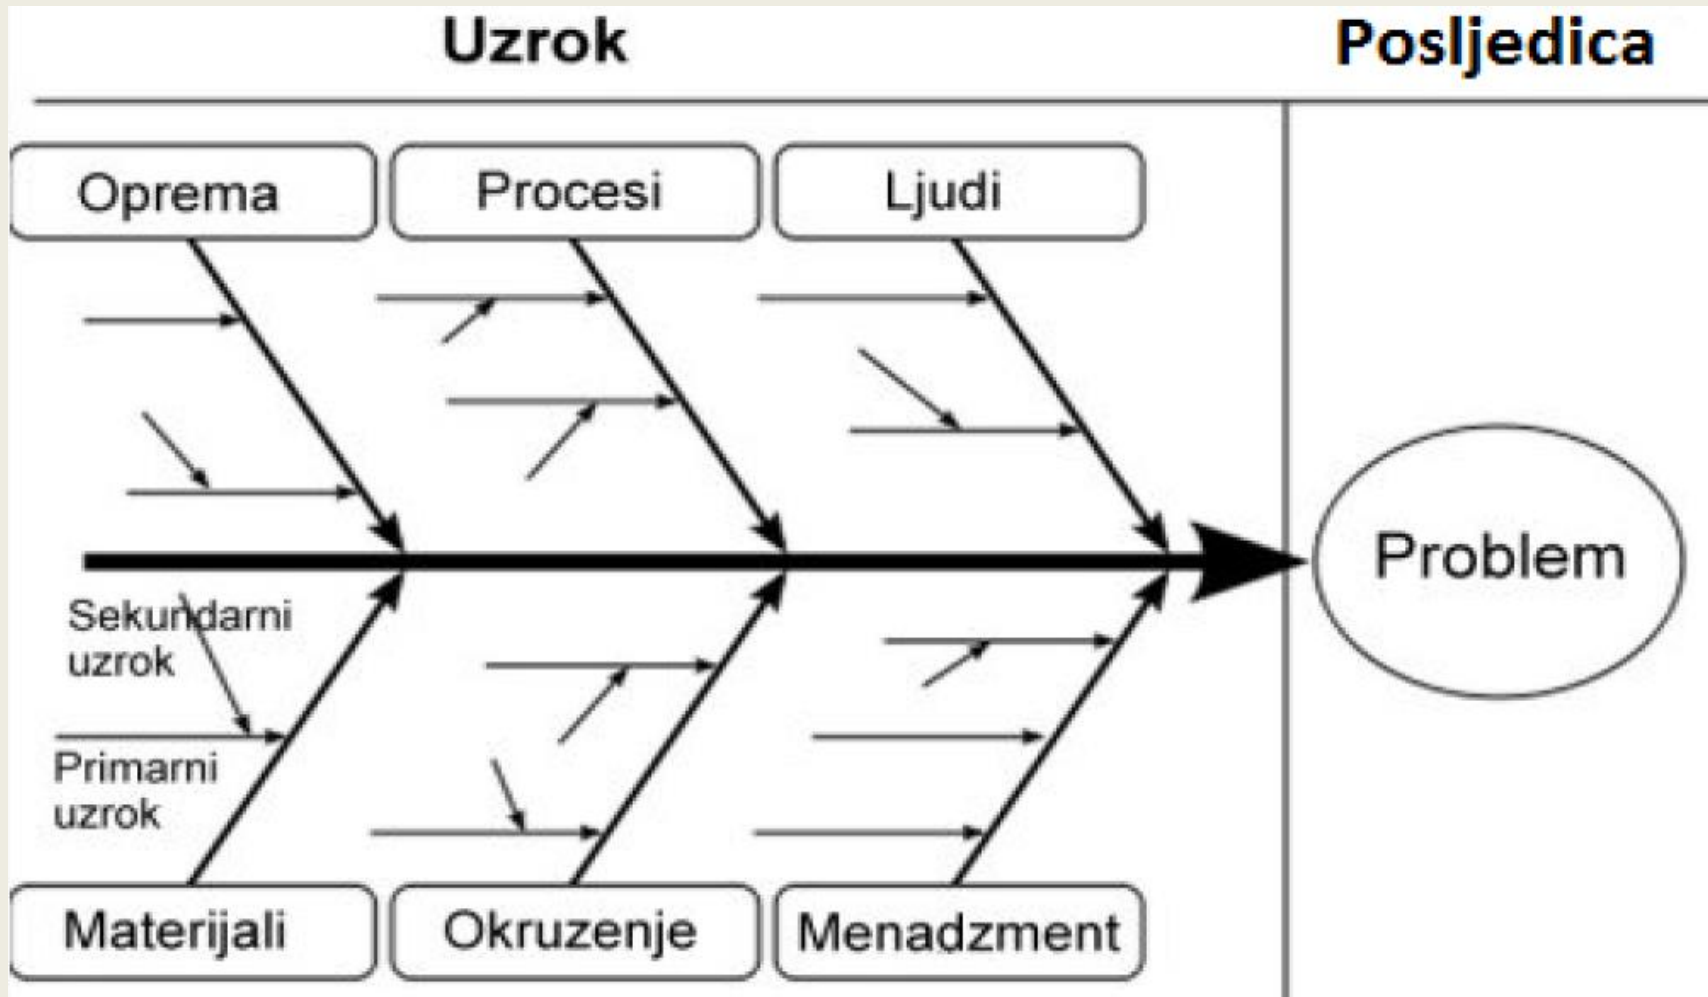 Uzrok
Posljedica
Oprema
Procesi
Ljudi
Problem
Sekundarni
uzrok
Primarni
uzrok
Materijali
Okruzenje
Menadzment